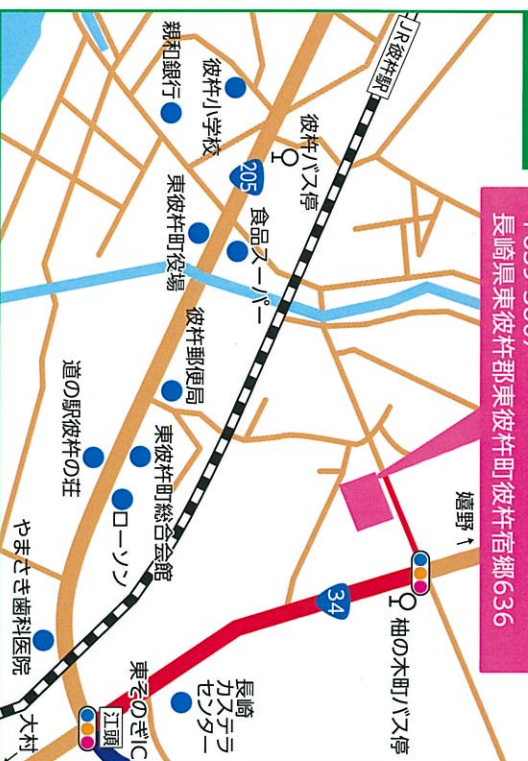 長崎県東彼杵郡東彼杵町彼杵宿郷636
JR彼杵駅
彼杵バス停
親和銀行
彼杵小学校
205
食品スーパー
東彼杵町役場
彼杵郵便局
道の駅彼杵の荘
東彼杵町総合会館
ローソン
やまさき歯科医院
嬉野↑
柚の木町バス停
34
長崎
カステラ
センター
東そのぎIC
江頭
大村